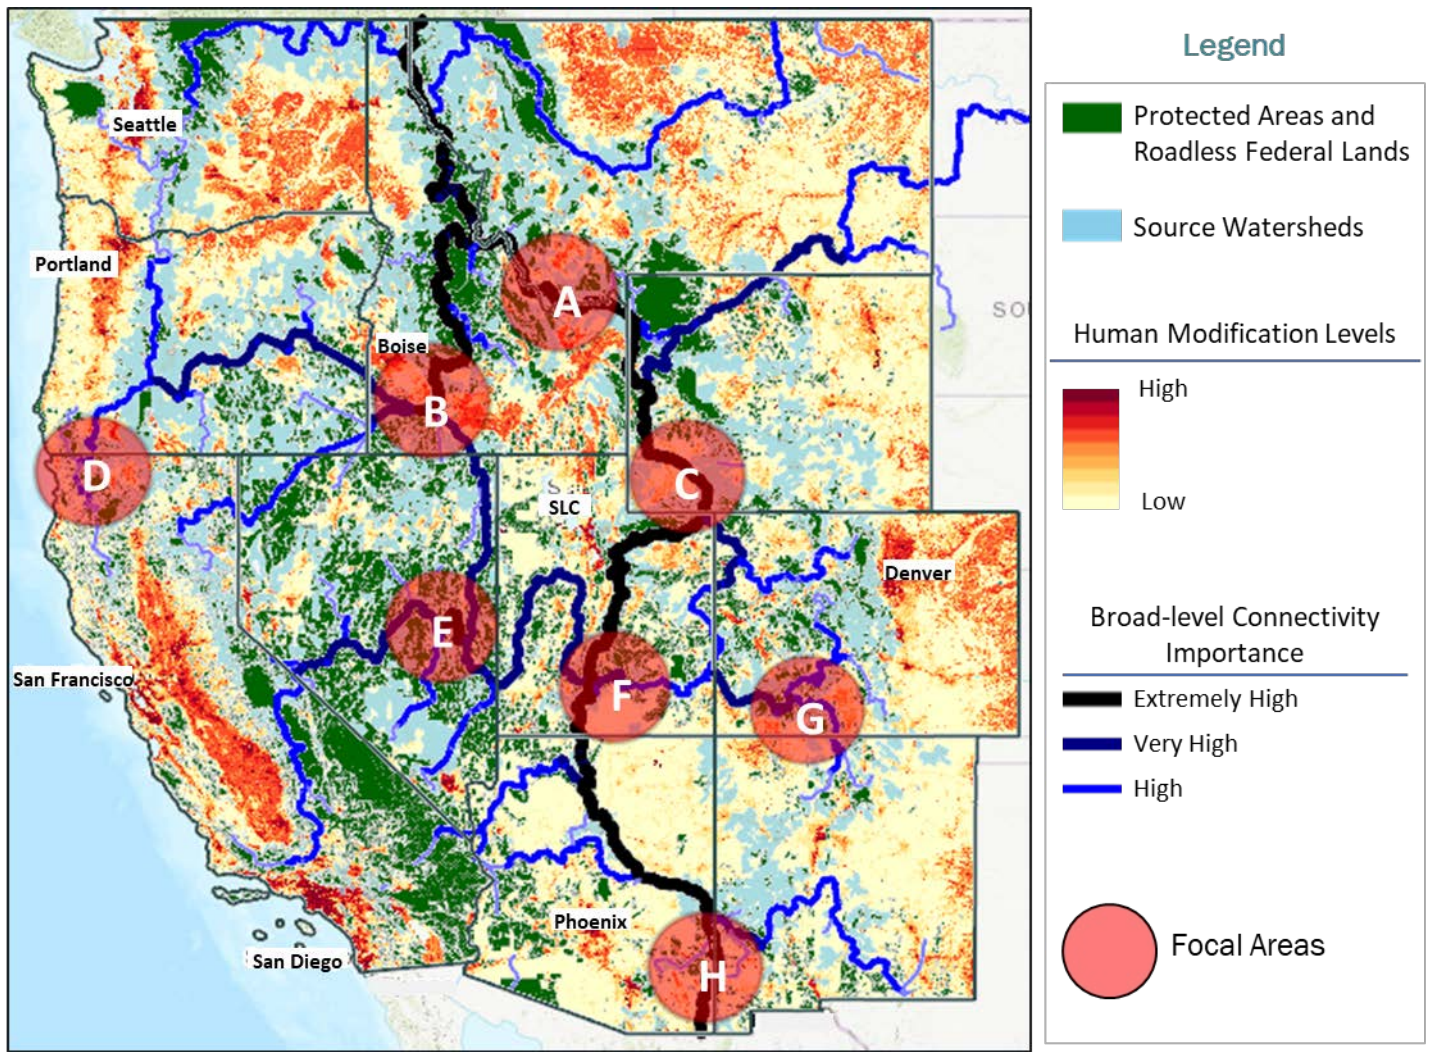 Seattle
Portland
Boise
A
B
C
D
SLC
Denver
E
San Francisco
F
G
Phoenix
San Diego
H
SOU
Legend
Protected Areas and
Roadless Federal Lands
Source Watersheds
Human Modification Levels
High
Low
Broad-level Connectivity
Importance
Extremely High
Very High
High
Focal Areas